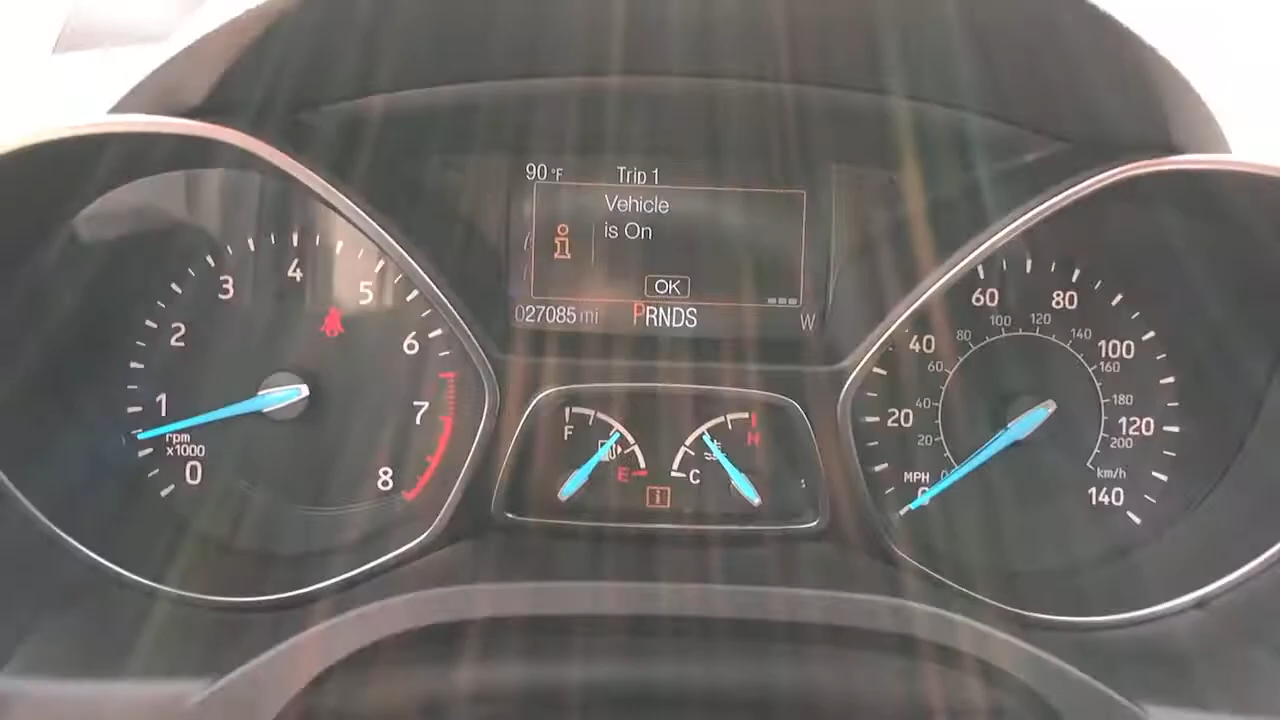 90 °F Trip 1
Vehicle
is On
OK
027085 mi PRNDS W
0 1 2 3 4 5 6 7 8
rpm
x1000
F E
C H
MPH
20 40 60 80 100 120 140
0 20 40 60 80 100 120 140 160 180 200
km/h